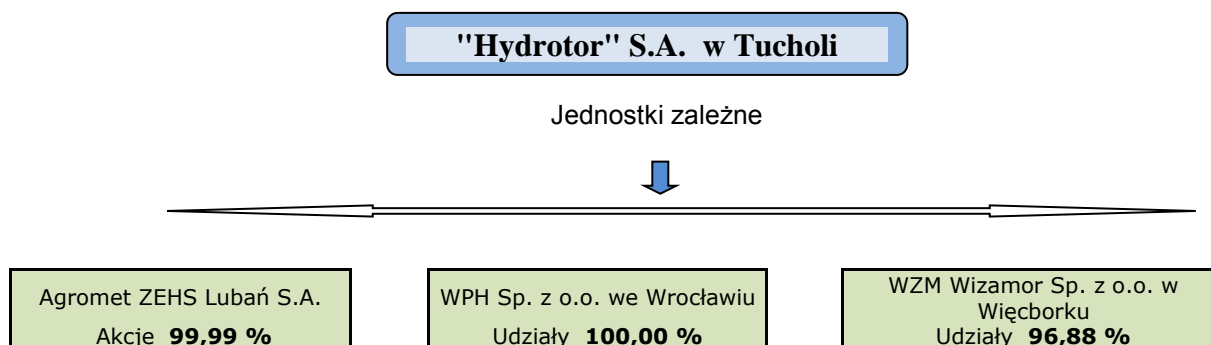 "Hydrotor" S.A. w Tucholi
Jednostki zależne
Agromet ZEHS Lubań S.A.
Akcje 99,99 %
WPH Sp. z o.o. we Wrocławiu
Udziały 100,00 %
WZM Wizamor Sp. z o.o. w
Więcborku
Udziały 96,88 %